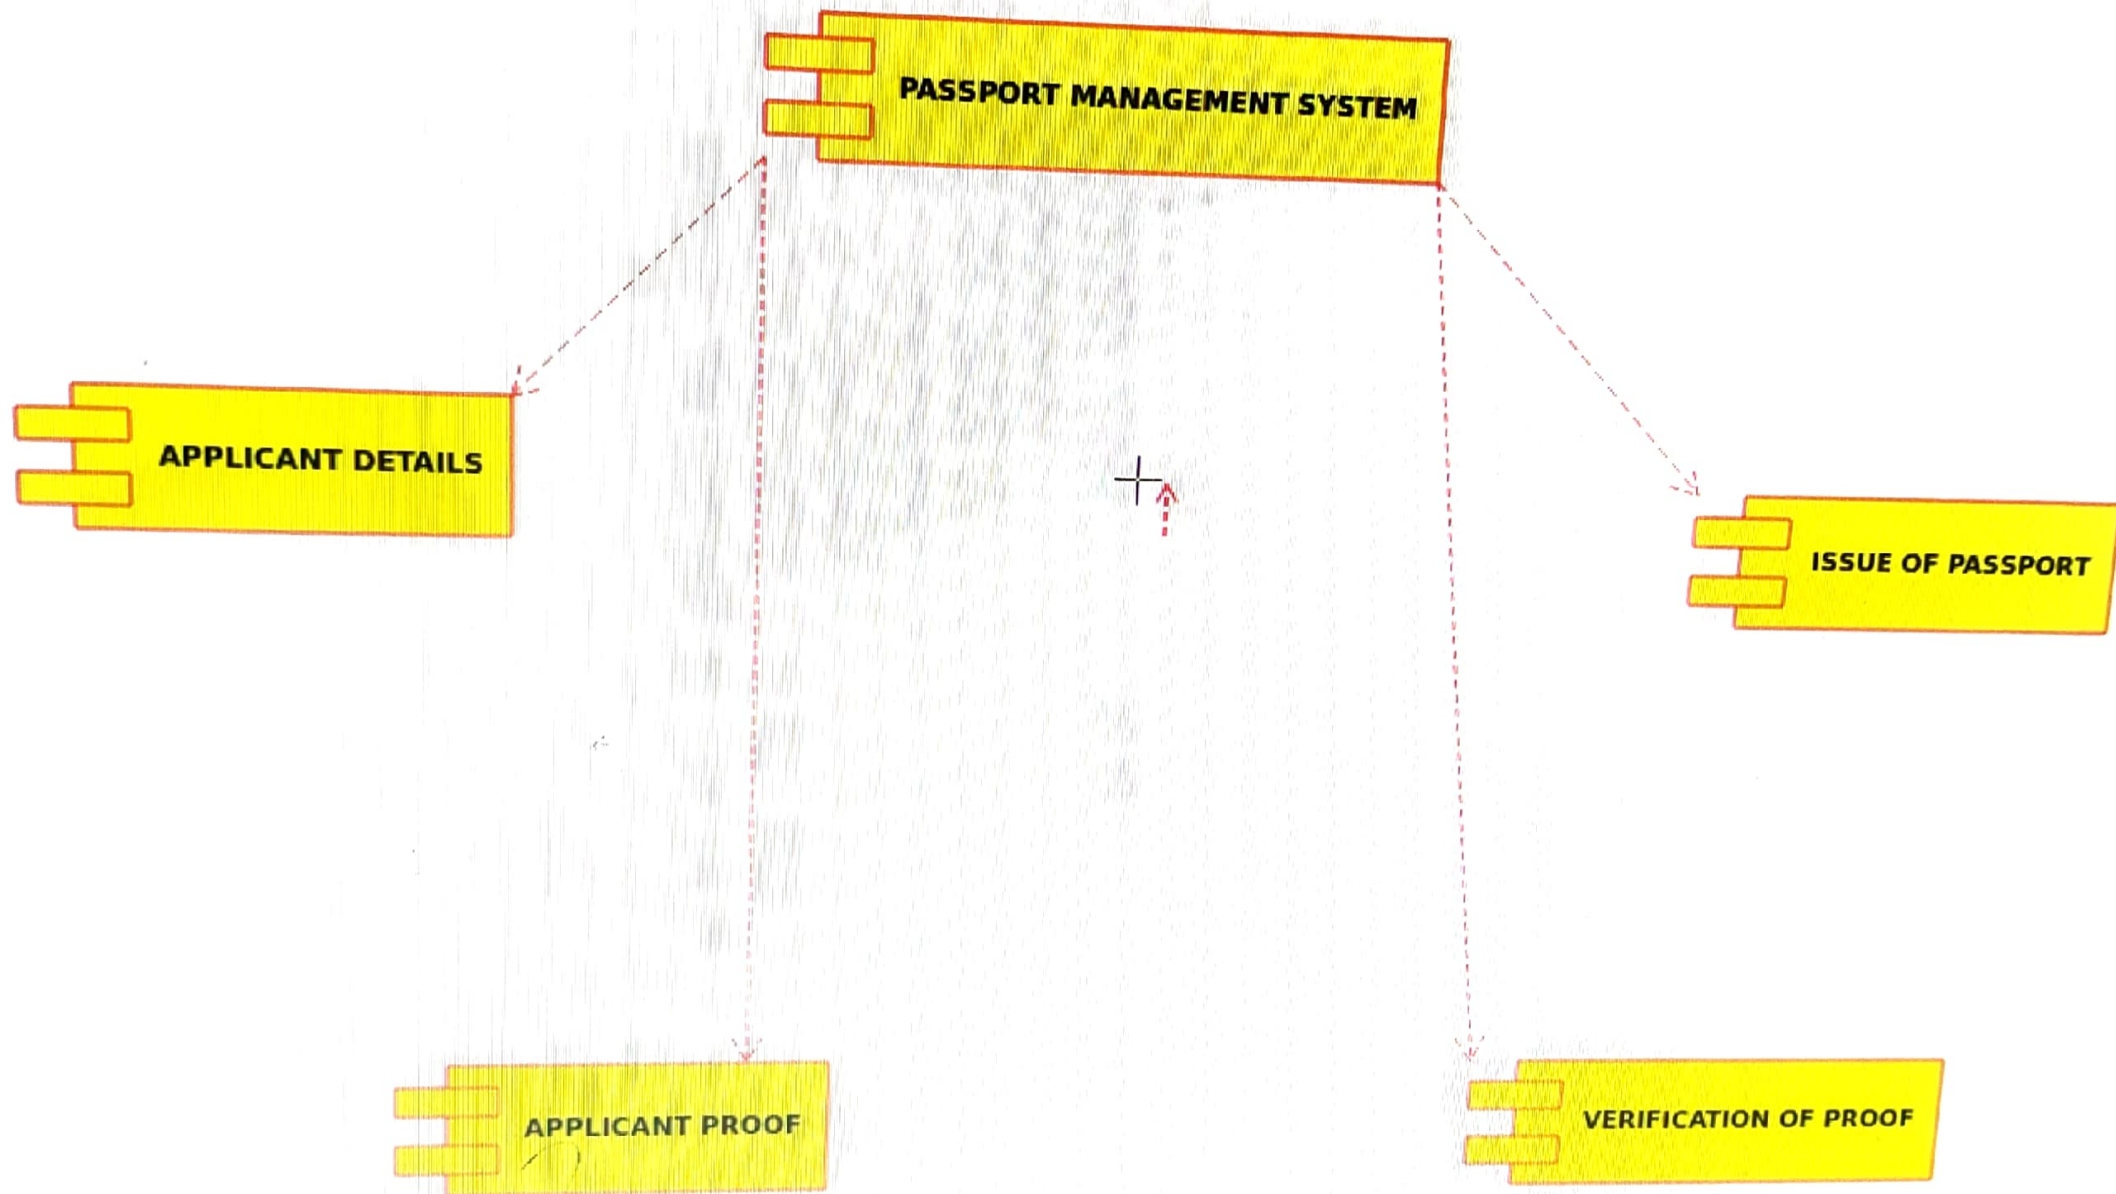 PASSPORT MANAGEMENT SYSTEM
APPLICANT DETAILS
ISSUE OF PASSPORT
APPLICANT PROOF
VERIFICATION OF PROOF